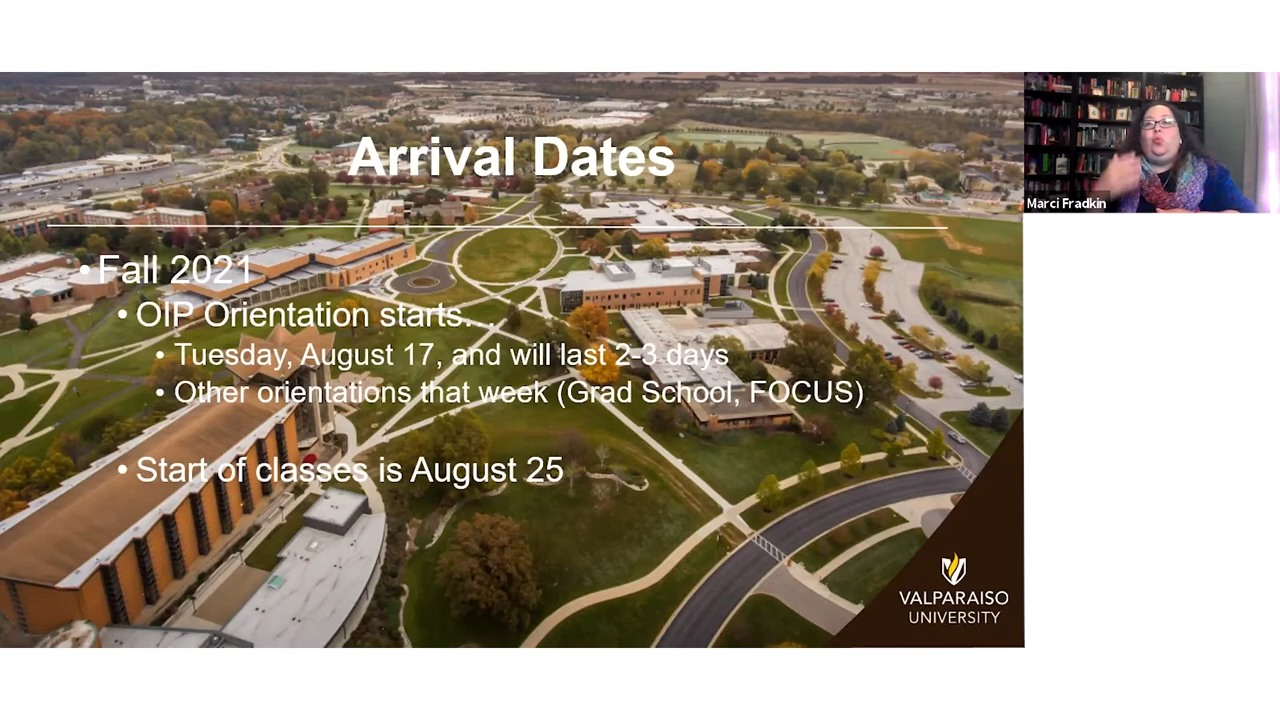 Arrival Dates
Marci Fradkin
• Fall 2021
• OIP Orientation starts. .
• Tuesday, August 17, and will last 2-3 days
• Other orientations that week (Grad School, FOCUS)
• Start of classes is August 25
VALPARAISO
UNIVERSITY